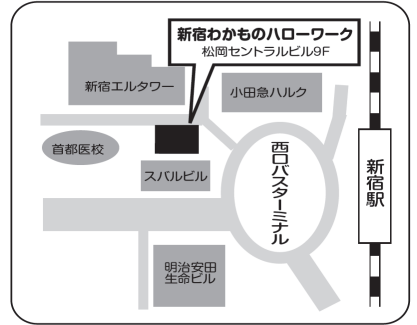 新宿わかものハローワーク
松岡セントラルビル9F
新宿エルタワー
小田急ハルク
首都医校
スバルビル
西口バスターミナル
新宿駅
明治安田
生命ビル